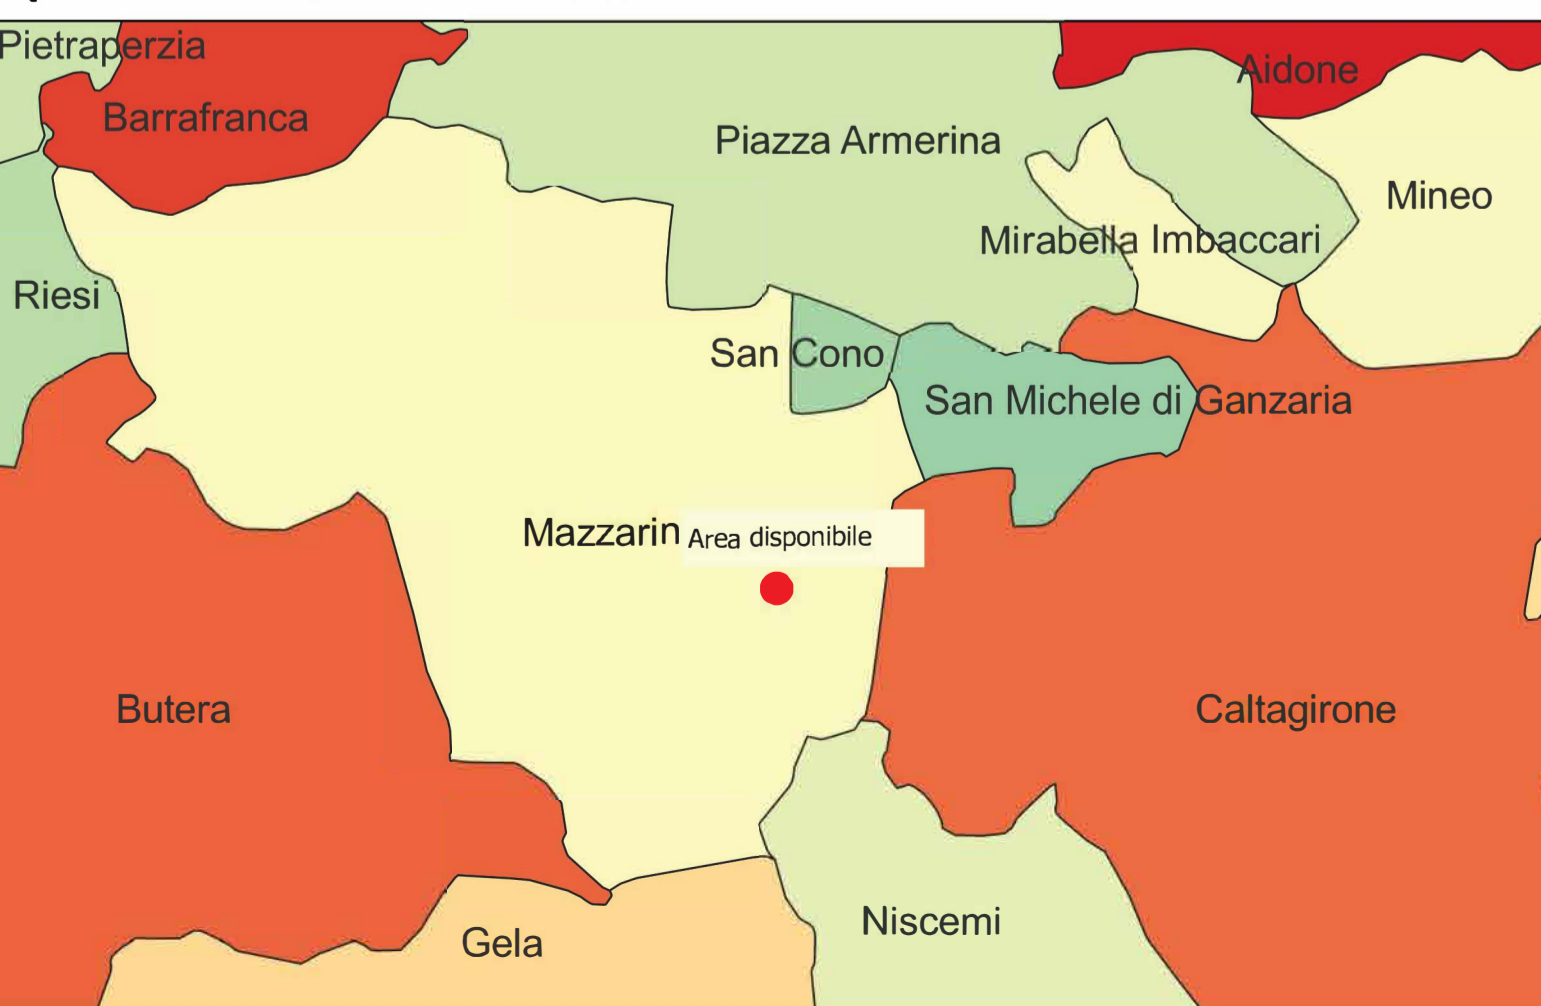 Pietraperzia
Aidone
Barrafranca
Piazza Armerina
Mineo
Mirabella Imbaccari
Riesi
San Cono
San Michele di Ganzaria
Mazzarin
Area disponibile
Butera
Caltagirone
Niscemi
Gela